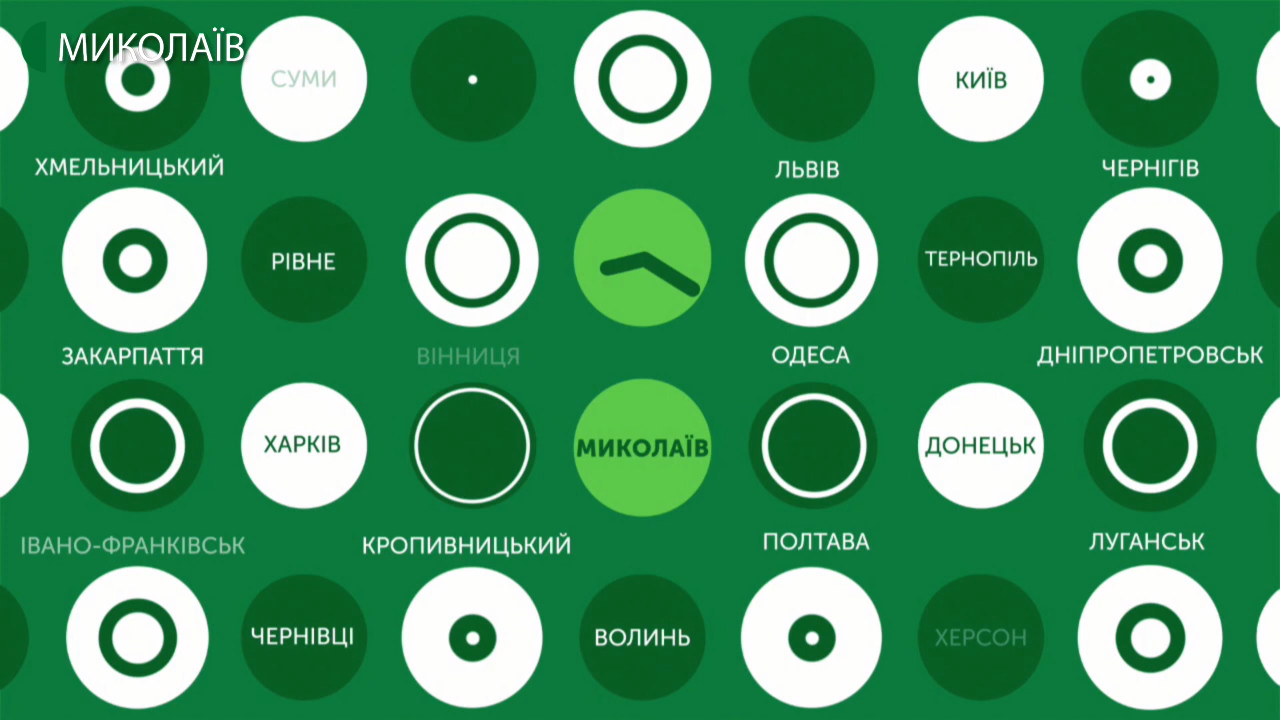 МИКОЛАЇВ
СУМИ
КИЇВ
ХМЕЛЬНИЦЬКИЙ
ЛЬВІВ
ЧЕРНІГІВ
РІВНЕ
ТЕРНОПІЛЬ
ЗАКАРПАТТЯ
ВІННИЦЯ
ОДЕСА
ДНІПРОПЕТРОВСЬК
ХАРКІВ
МИКОЛАЇВ
ДОНЕЦЬК
ІВАНО-ФРАНКІВСЬК
КРОПИВНИЦЬКИЙ
ПОЛТАВА
ЛУГАНСЬК
ЧЕРНІВЦІ
ВОЛИНЬ
ХЕРСОН